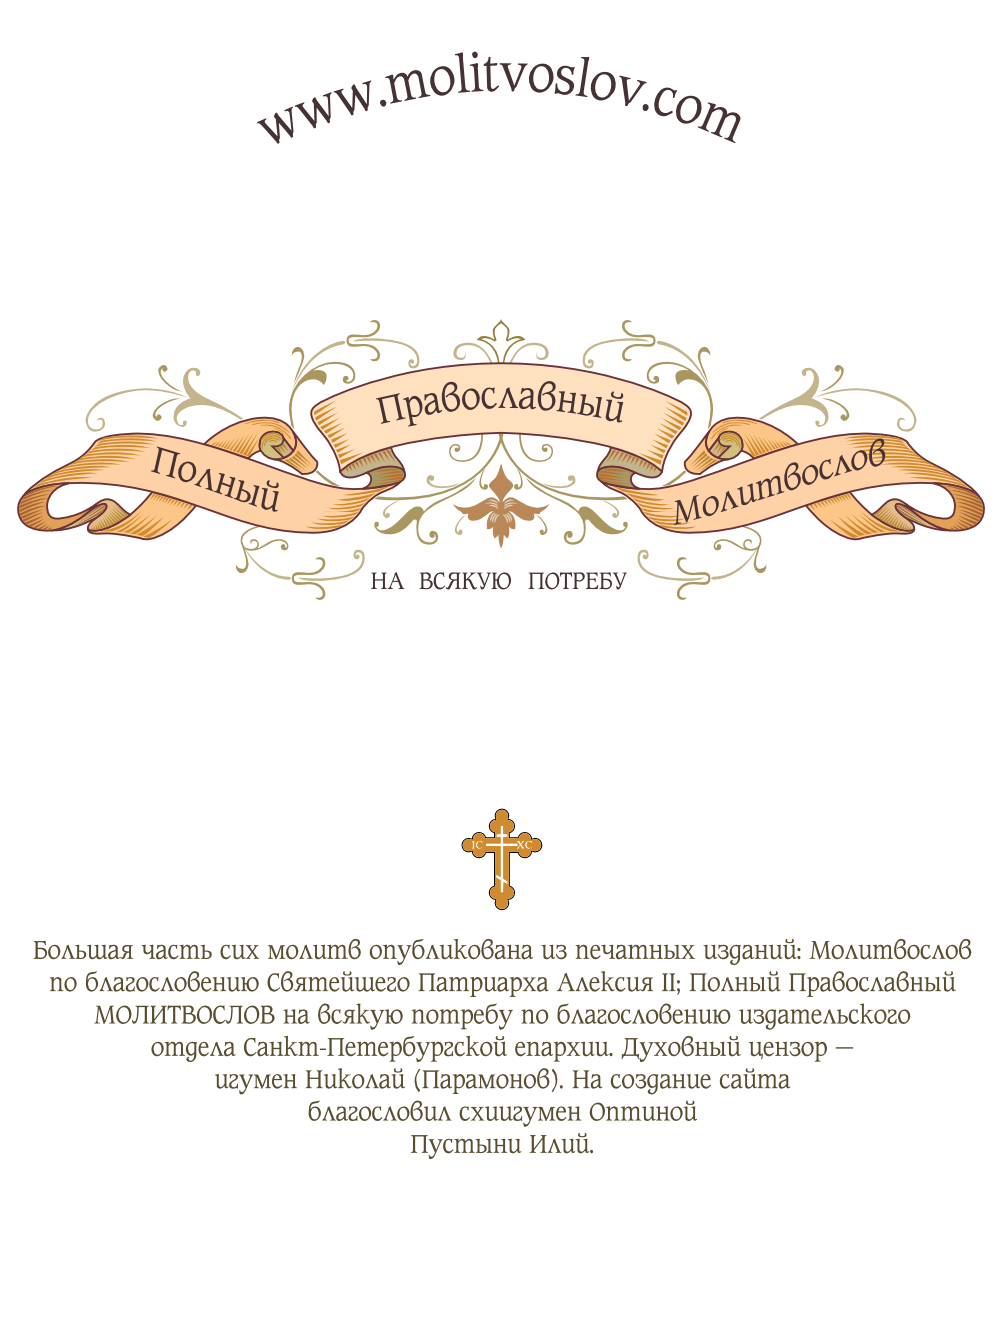 www.molitvoslov.com
Полный Православный Молитвослов
НА ВСЯКУЮ ПОТРЕБУ
IC XC
Большая часть сих молитв опубликована из печатных изданий: Молитвослов
по благословению Святейшего Патриарха Алексия II; Полный Православный
МОЛИТВОСЛОВ на всякую потребу по благословению издательского
отдела Санкт-Петербургской епархии. Духовный цензор —
игумен Николай (Парамонов). На создание сайта
благословил схиигумен Оптиной
Пустыни Илий.